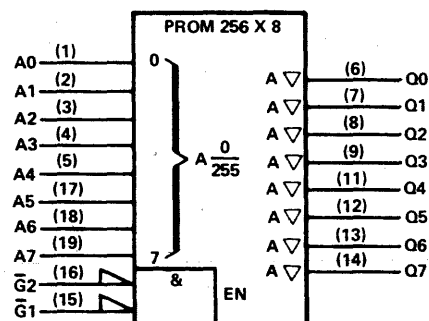 PROM 256 X 8
A0 (1) 0 A ▽ (6) Q0
A1 (2) A ▽ (7) Q1
A2 (3) A ▽ (8) Q2
A3 (4) A 0/255 A ▽ (9) Q3
A4 (5) A ▽ (11) Q4
A5 (17) A ▽ (12) Q5
A6 (18) A ▽ (13) Q6
A7 (19) 7 A ▽ (14) Q7
G̅2 (16) &
G̅1 (15) EN